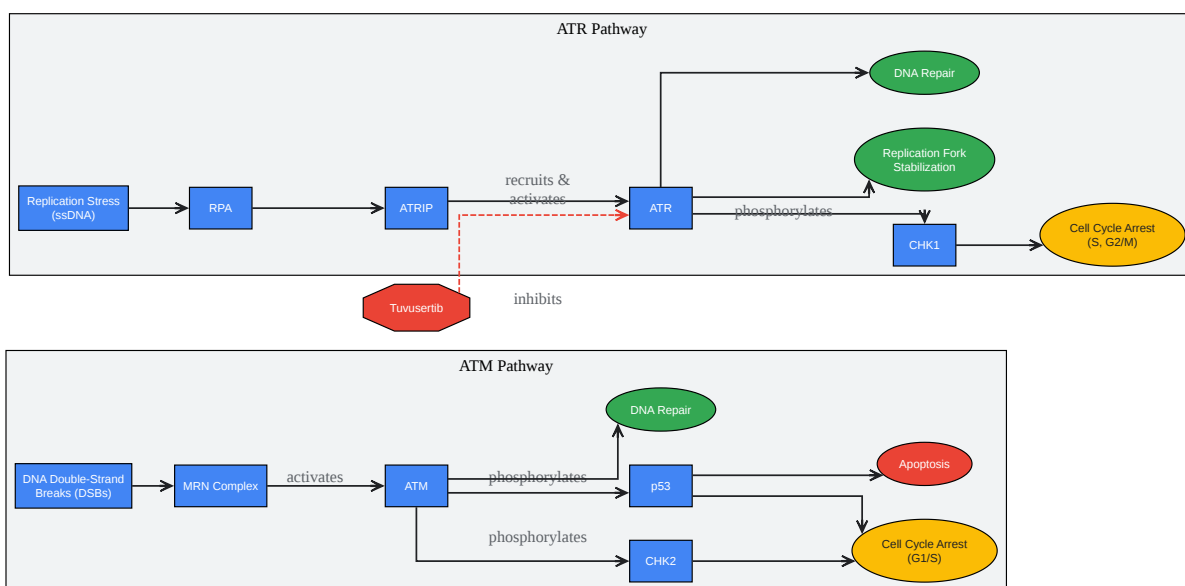 ATR Pathway
DNA Repair
Replication Fork
Stabilization
recruits &
activates
Replication Stress
(ssDNA)
RPA
ATRIP
ATR
phosphorylates
CHK1
Cell Cycle Arrest
(S, G2/M)
Tuvusertib
inhibits
ATM Pathway
DNA Repair
DNA Double-Strand
Breaks (DSBs)
MRN Complex
activates
ATM
phosphorylates
p53
Apoptosis
phosphorylates
CHK2
Cell Cycle Arrest
(G1/S)